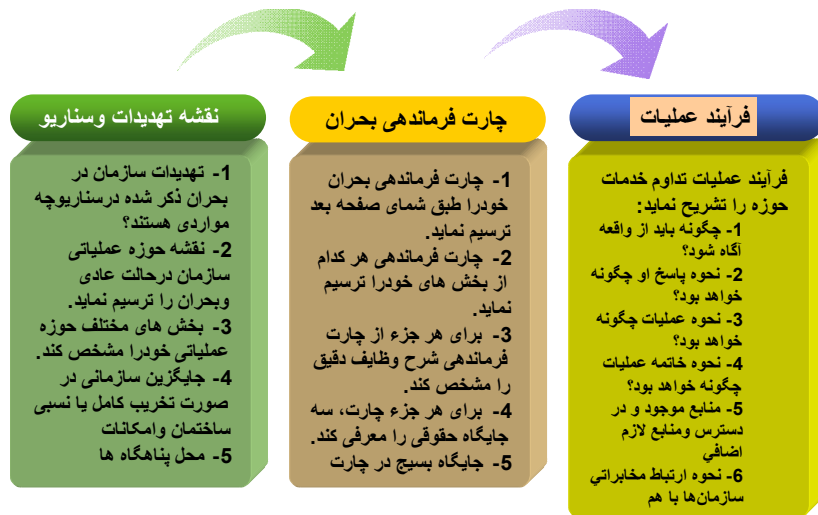 نقشه تهدیدات وسناریو
1- تهدیدات سازمان در
بحران ذکر شده درسناریوچه
مواردی هستند؟
2- نقشه حوزه عملیاتی
سازمان درحالت عادی
وبحران را ترسیم نماید.
3- بخش های مختلف حوزه
عملیاتی خودرا مشخص کند.
4- جایگزین سازمانی در
صورت تخریب کامل یا نسبی
ساختمان وامکانات
5- محل پناهگاه ها
چارت فرماندهی بحران
1- چارت فرماندهی بحران
خودرا طبق شمای صفحه بعد
ترسیم نماید.
2- چارت فرماندهی هر کدام
از بخش های خودرا ترسیم
نماید.
3- برای هر جزء از چارت
فرماندهی شرح وظایف دقیق
را مشخص کند.
4- برای هر جزء چارت، سه
جایگاه حقوقی را معرفی کند.
5- جایگاه بسیج در چارت
فرآیند عملیات
فرآیند عملیات تداوم خدمات
حوزه را تشریح نماید:
1- چگونه باید از واقعه
آگاه شود؟
2- نحوه پاسخ او چگونه
خواهد بود؟
3- نحوه عملیات چگونه
خواهد بود؟
4- نحوه خاتمه عملیات
چگونه خواهد بود؟
5- منابع موجود و در
دسترس ومنابع لازم
اضافي
6- نحوه ارتباط مخابراتي
سازمان‌ها با هم